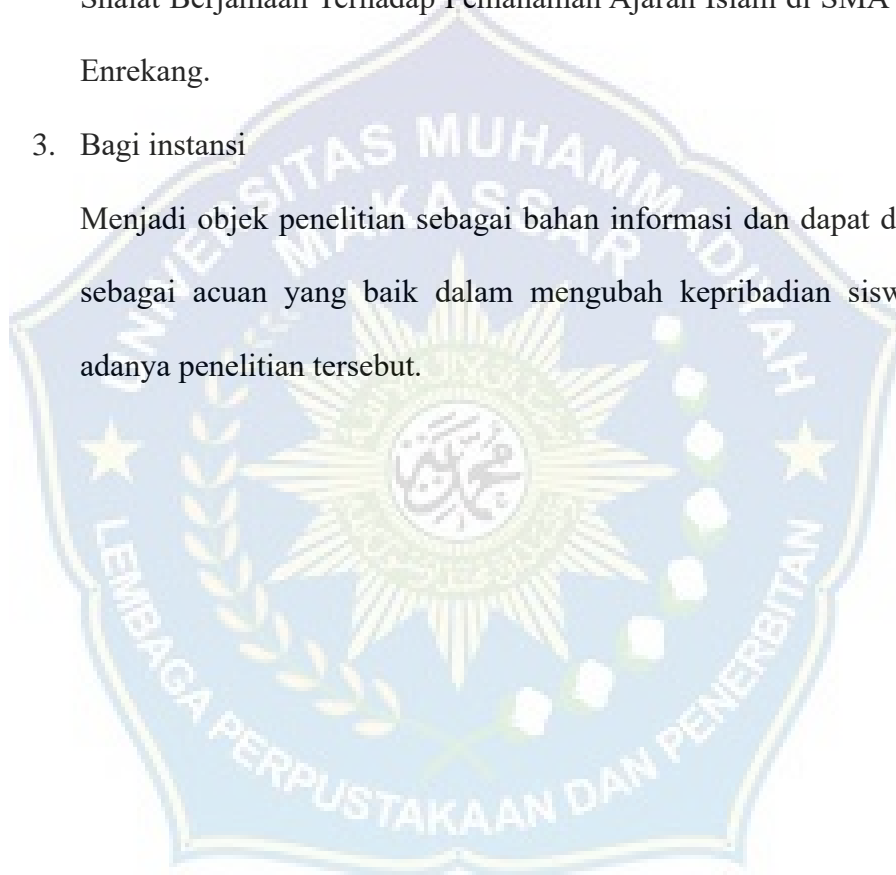 Shalat Berjamaah Terhadap Pemahaman Ajaran Islam di SMA
Enrekang.
3. Bagi instansi
Menjadi objek penelitian sebagai bahan informasi dan dapat d
sebagai acuan yang baik dalam mengubah kepribadian sisw
adanya penelitian tersebut.
UNIVERSITAS MUHAMMADIYAH
MAKASSAR
LEMBAGA PERPUSTAKAAN DAN PENERBITAN